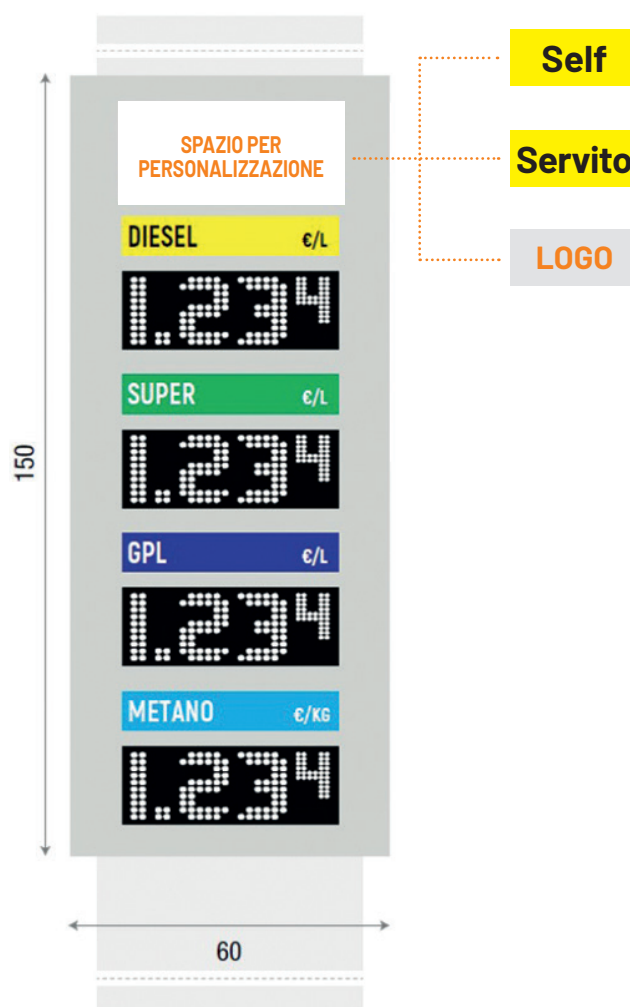 Self
SPAZIO PER
PERSONALIZZAZIONE
Servito
LOGO
DIESEL €/L
1.234
SUPER €/L
1.234
GPL €/L
1.234
METANO €/KG
1.234
150
60